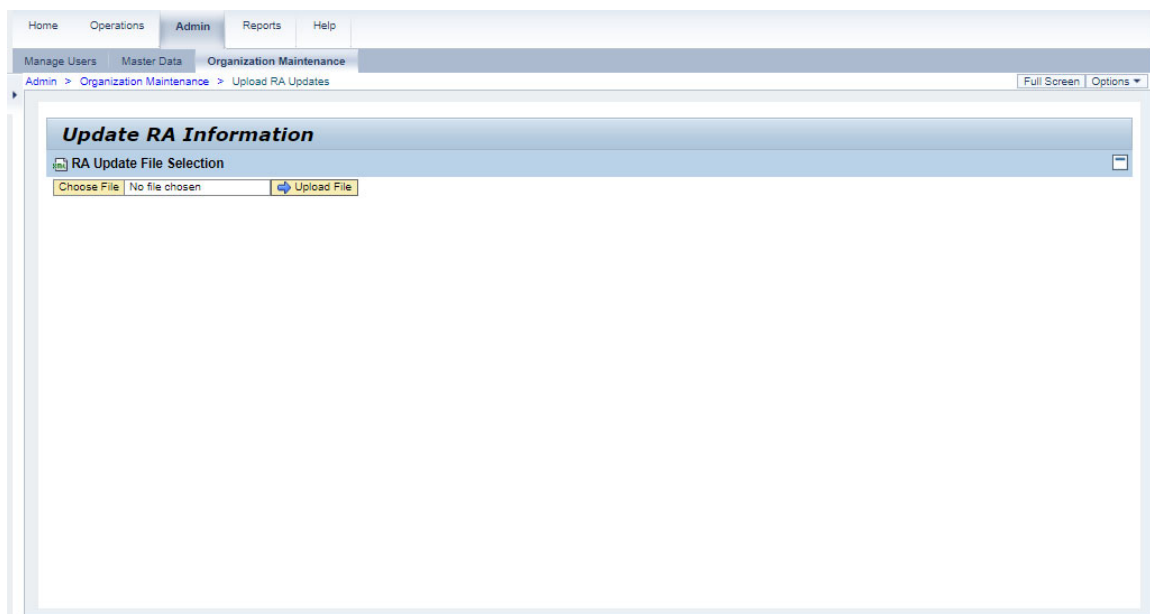 Home Operations Admin Reports Help
Manage Users Master Data Organization Maintenance
Admin > Organization Maintenance > Upload RA Updates Full Screen Options
Update RA Information
RA Update File Selection
Choose File No file chosen Upload File